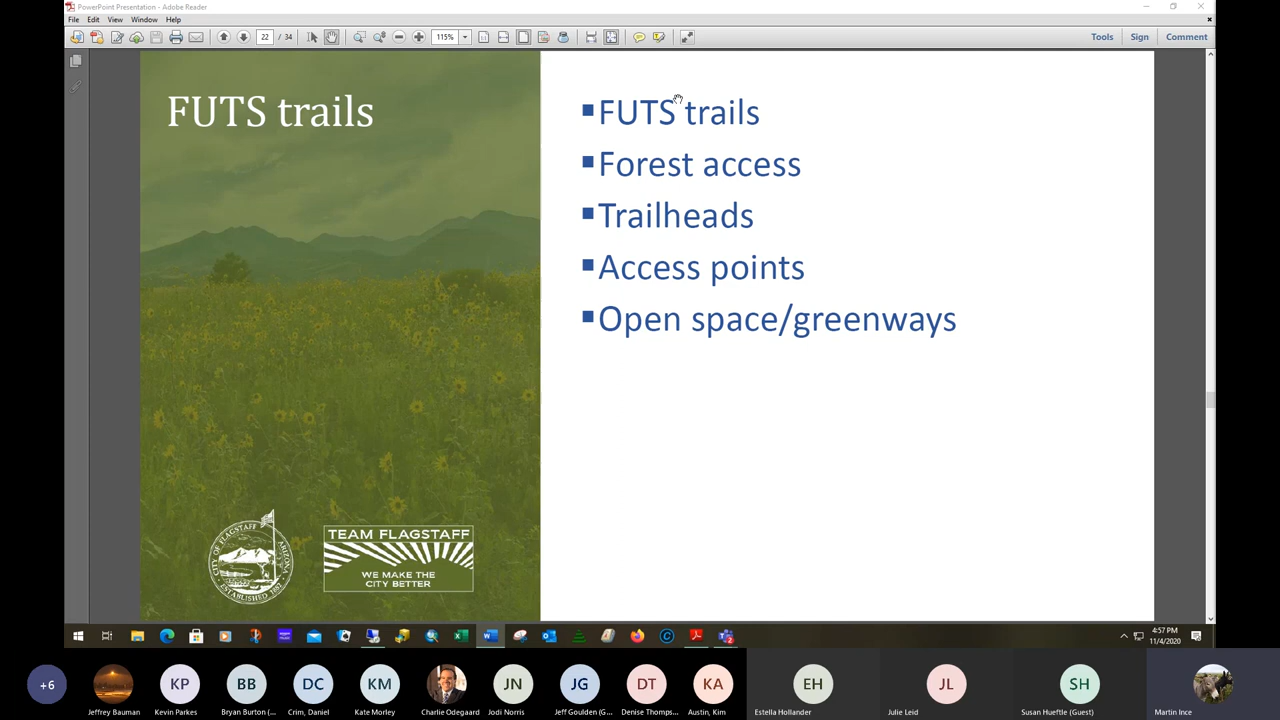 PowerPoint Presentation - Adobe Reader
File Edit View Window Help
22 / 34
115%
Tools Sign Comment
FUTS trails
FUTS trails
Forest access
Trailheads
Access points
Open space/greenways
CITY OF FLAGSTAFF ARIZONA
TEAM FLAGSTAFF
WE MAKE THE
CITY BETTER
4:57 PM
11/4/2020
+6
KP
BB
DC
KM
JN
JG
DT
KA
EH
JL
SH
Jeffrey Bauman
Kevin Parkes
Bryan Burton (...
Crim, Daniel
Kate Morley
Charlie Odegaard
Jodi Norris
Jeff Goulden (G...
Denise Thomps...
Austin, Kim
Estella Hollander
Julie Leid
Susan Hueftle (Guest)
Martin Ince